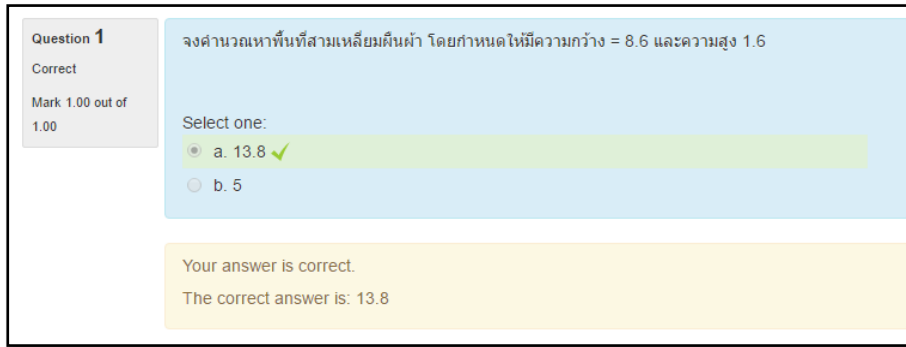 Question 1
Correct
Mark 1.00 out of
1.00
จงคำนวณหาพื้นที่สามเหลี่ยมผืนผ้า โดยกำหนดให้มีความกว้าง = 8.6 และความสูง 1.6
Select one:
a. 13.8
b. 5
Your answer is correct.
The correct answer is: 13.8